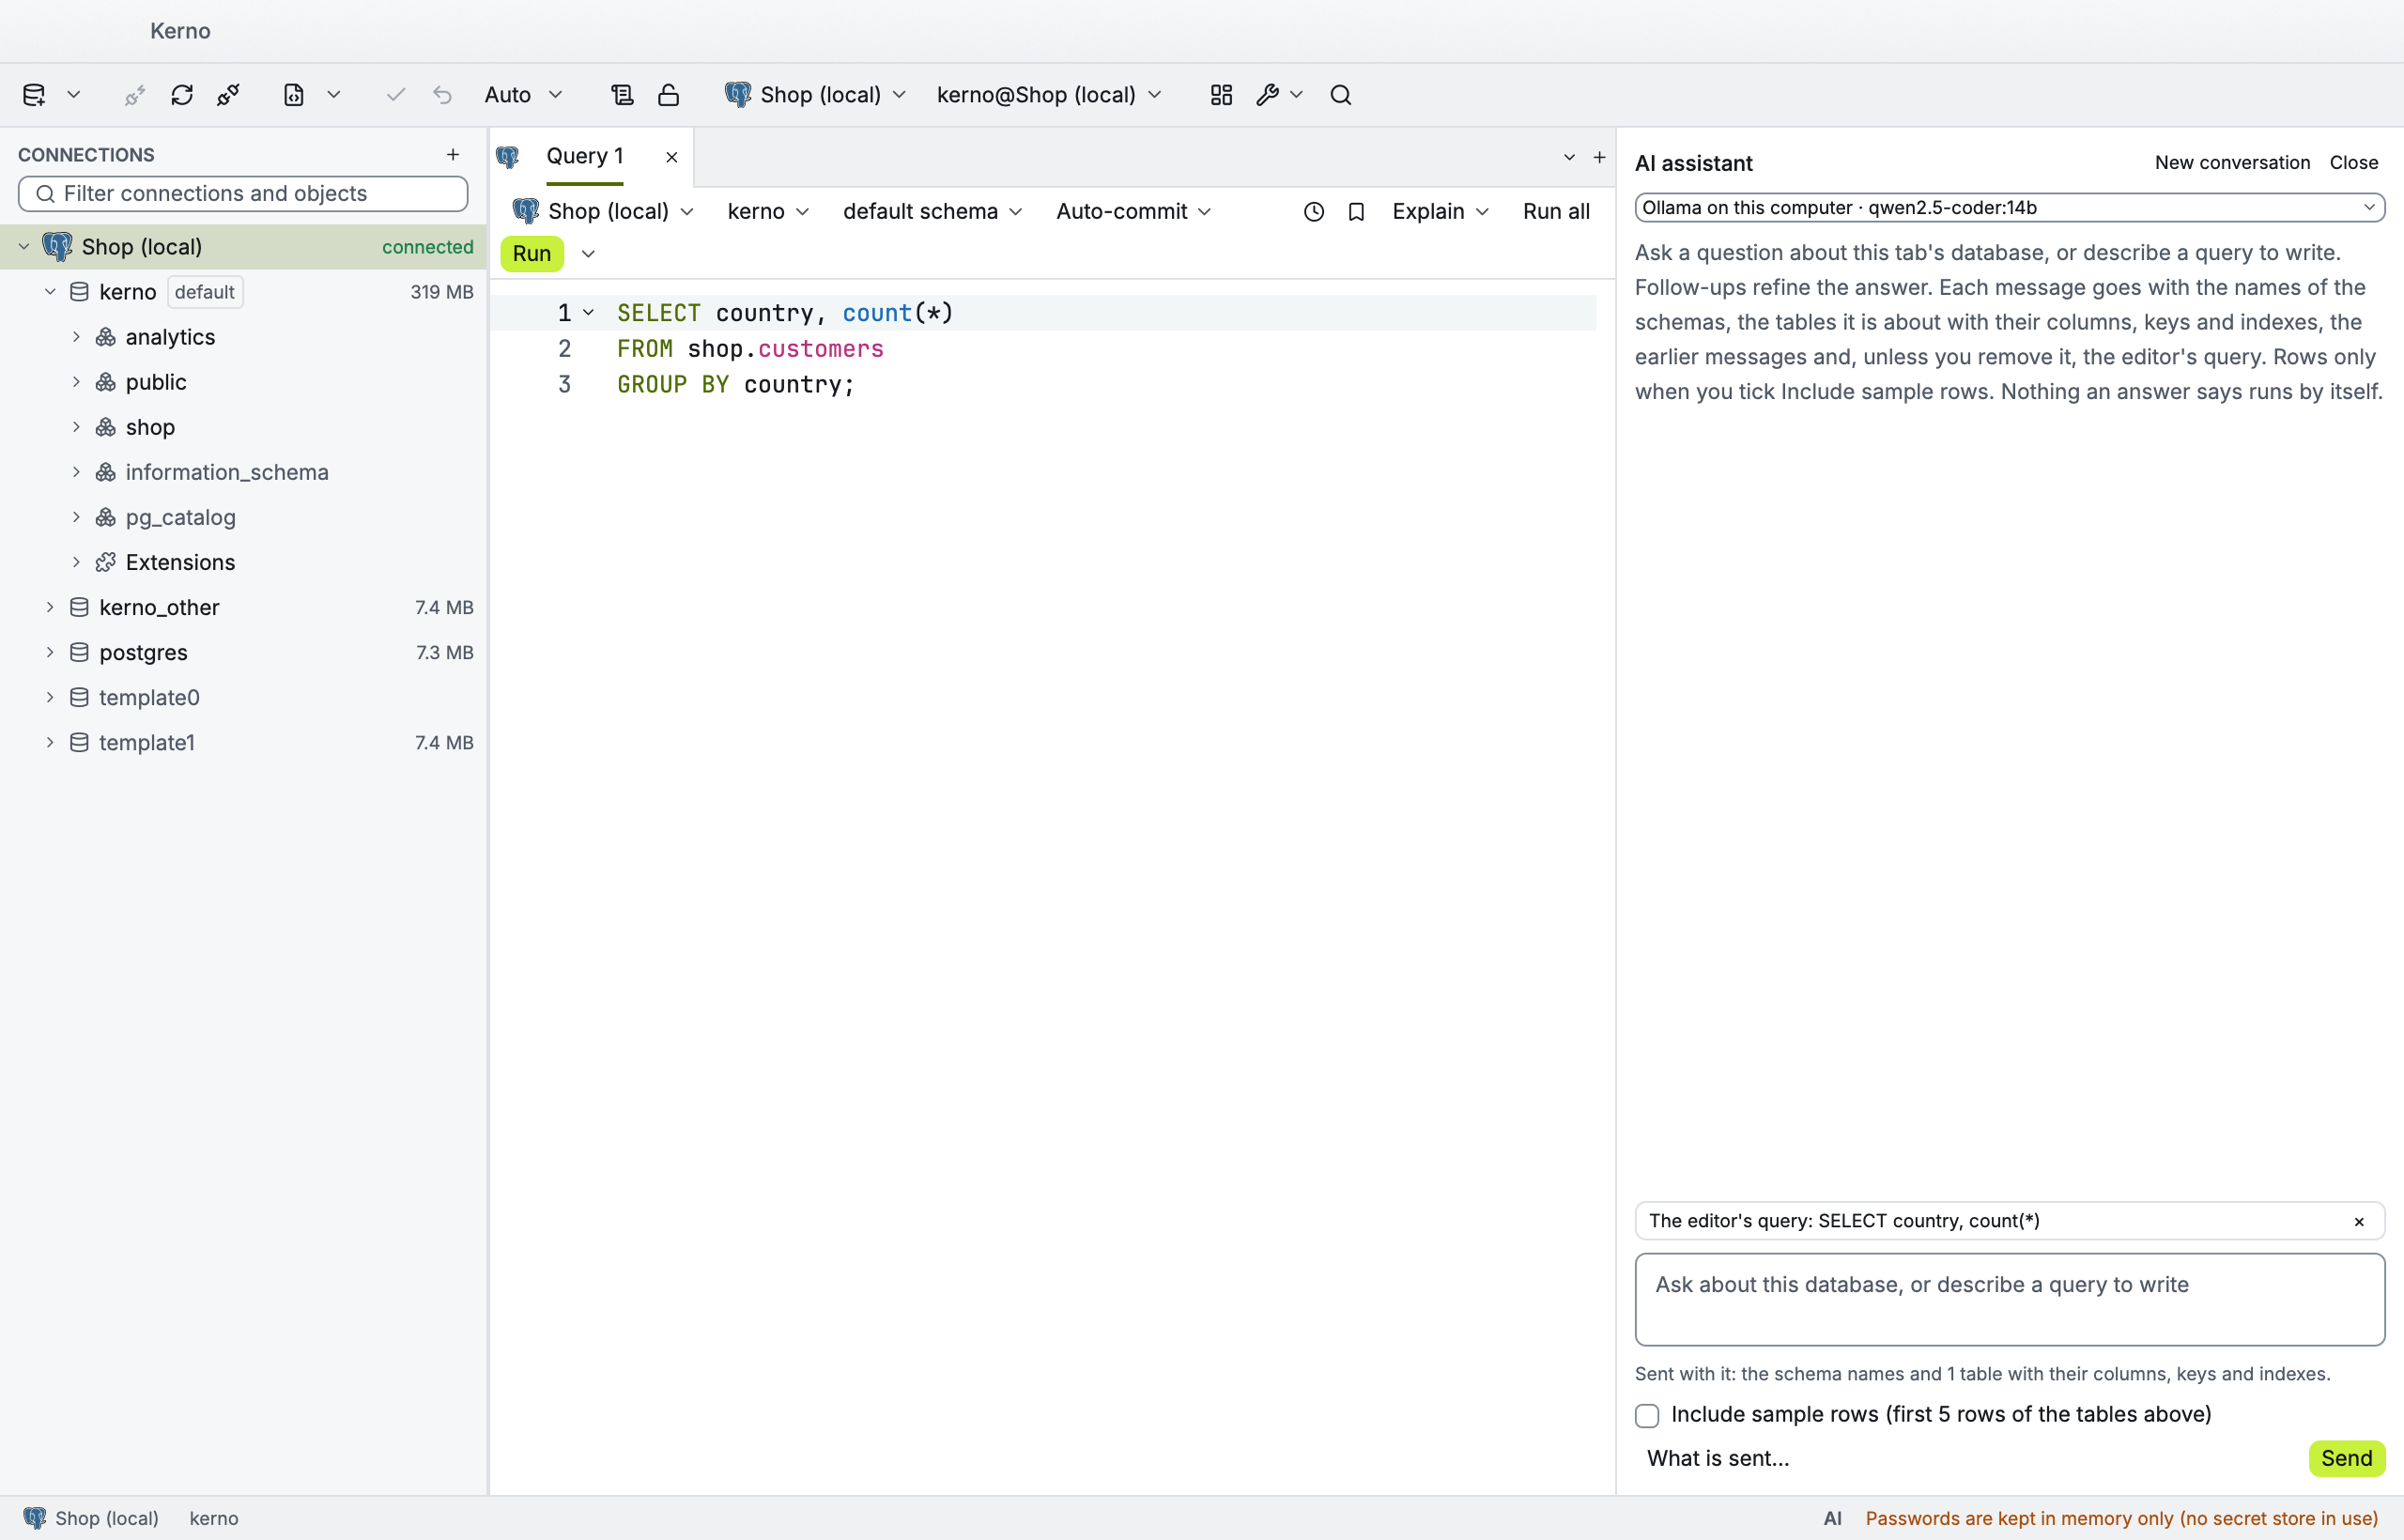 Kerno
Auto
Shop (local)
kerno@Shop (local)
CONNECTIONS
Filter connections and objects
Shop (local) connected
kerno default 319 MB
analytics
public
shop
information_schema
pg_catalog
Extensions
kerno_other 7.4 MB
postgres 7.3 MB
template0
template1 7.4 MB
Query 1
Shop (local) kerno default schema Auto-commit Explain Run all
Run
1 SELECT country, count(*)
2 FROM shop.customers
3 GROUP BY country;
AI assistant New conversation Close
Ollama on this computer · qwen2.5-coder:14b
Ask a question about this tab's database, or describe a query to write.
Follow-ups refine the answer. Each message goes with the names of the
schemas, the tables it is about with their columns, keys and indexes, the
earlier messages and, unless you remove it, the editor's query. Rows only
when you tick Include sample rows. Nothing an answer says runs by itself.
The editor's query: SELECT country, count(*)
Ask about this database, or describe a query to write
Sent with it: the schema names and 1 table with their columns, keys and indexes.
Include sample rows (first 5 rows of the tables above)
What is sent... Send
Shop (local) kerno AI Passwords are kept in memory only (no secret store in use)